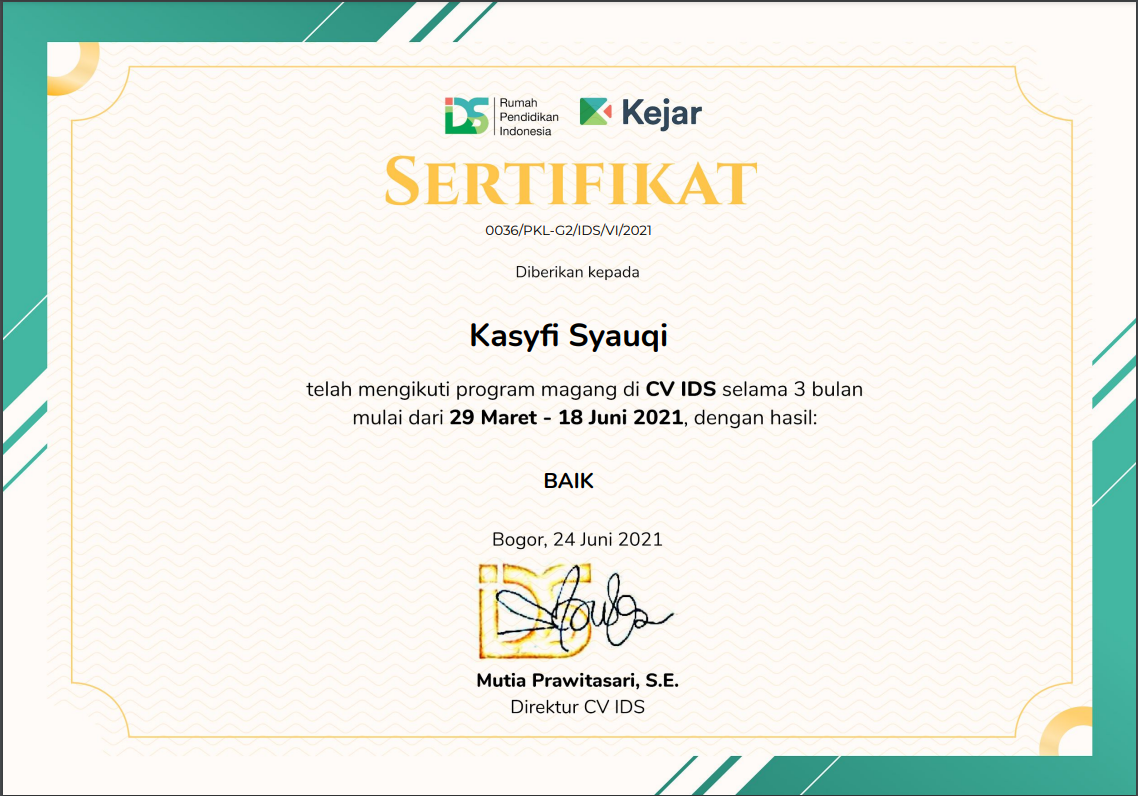 iDS
Rumah
Pendidikan
Indonesia
Kejar
SERTIFIKAT
0036/PKL-G2/IDS/VI/2021
Diberikan kepada
Kasyfi Syauqi
telah mengikuti program magang di CV IDS selama 3 bulan
mulai dari 29 Maret - 18 Juni 2021, dengan hasil:
BAIK
Bogor, 24 Juni 2021
iDS
Mutia Prawitasari, S.E.
Direktur CV IDS